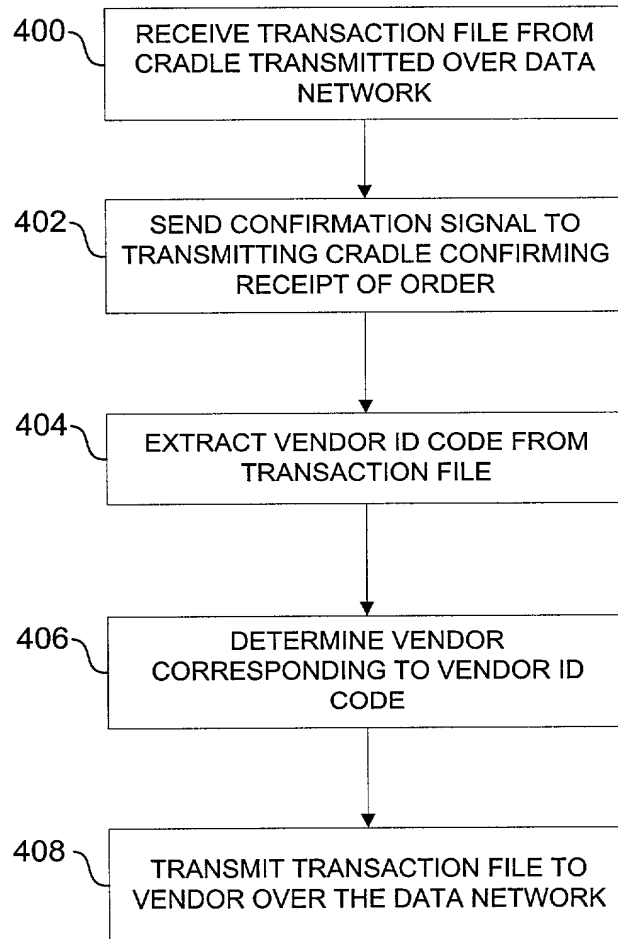 400
RECEIVE TRANSACTION FILE FROM
CRADLE TRANSMITTED OVER DATA
NETWORK
402
SEND CONFIRMATION SIGNAL TO
TRANSMITTING CRADLE CONFIRMING
RECEIPT OF ORDER
404
EXTRACT VENDOR ID CODE FROM
TRANSACTION FILE
406
DETERMINE VENDOR
CORRESPONDING TO VENDOR ID
CODE
408
TRANSMIT TRANSACTION FILE TO
VENDOR OVER THE DATA NETWORK